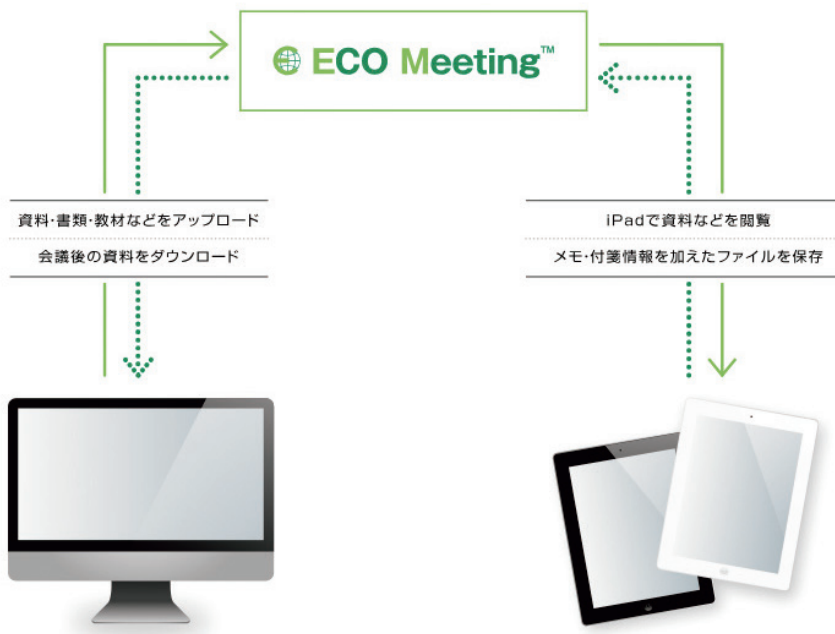 ECO Meeting™
資料・書類・教材などをアップロード
会議後の資料をダウンロード
iPadで資料などを閲覧
メモ・付箋情報を加えたファイルを保存